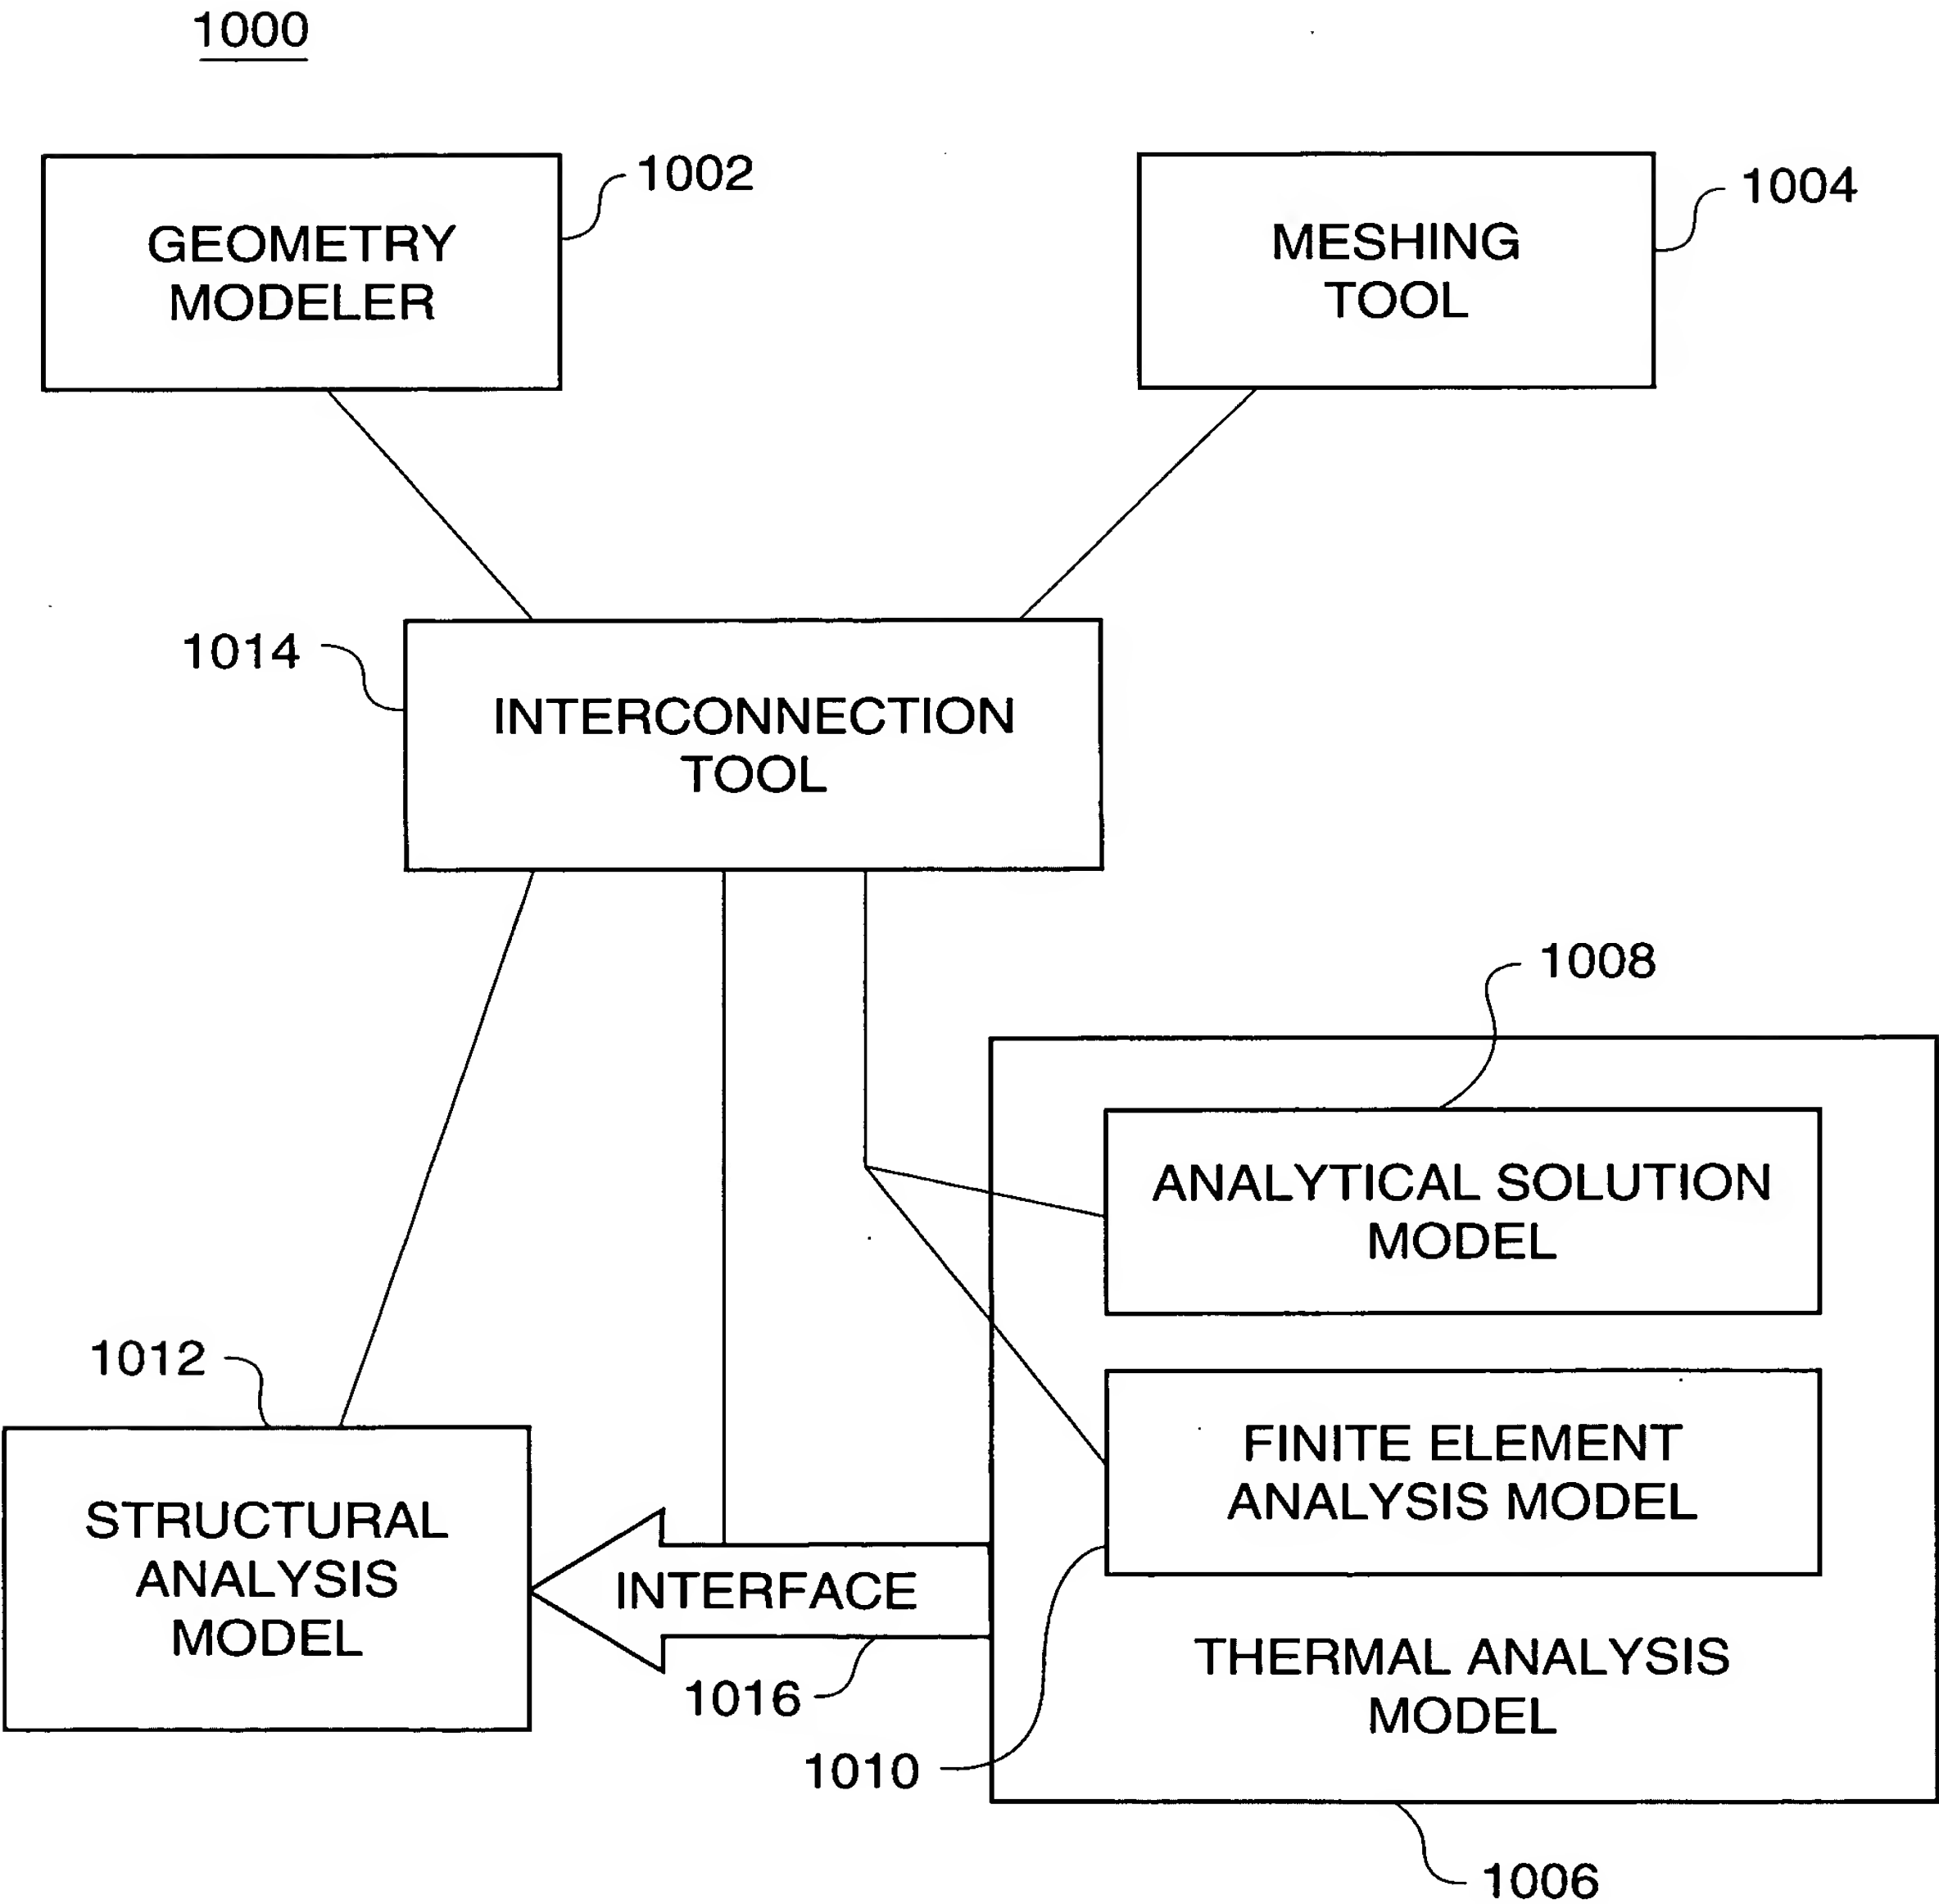 1000
GEOMETRY
MODELER
1002
MESHING
TOOL
1004
1014
INTERCONNECTION
TOOL
1008
ANALYTICAL SOLUTION
MODEL
1012
STRUCTURAL
ANALYSIS
MODEL
INTERFACE
1016
FINITE ELEMENT
ANALYSIS MODEL
1010
THERMAL ANALYSIS
MODEL
1006